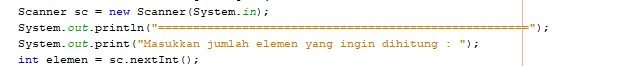 Scanner sc = new Scanner(System.in);
System.out.println("=====================================================");
System.out.print("Masukkan jumlah elemen yang ingin dihitung : ");
int elemen = sc.nextInt();